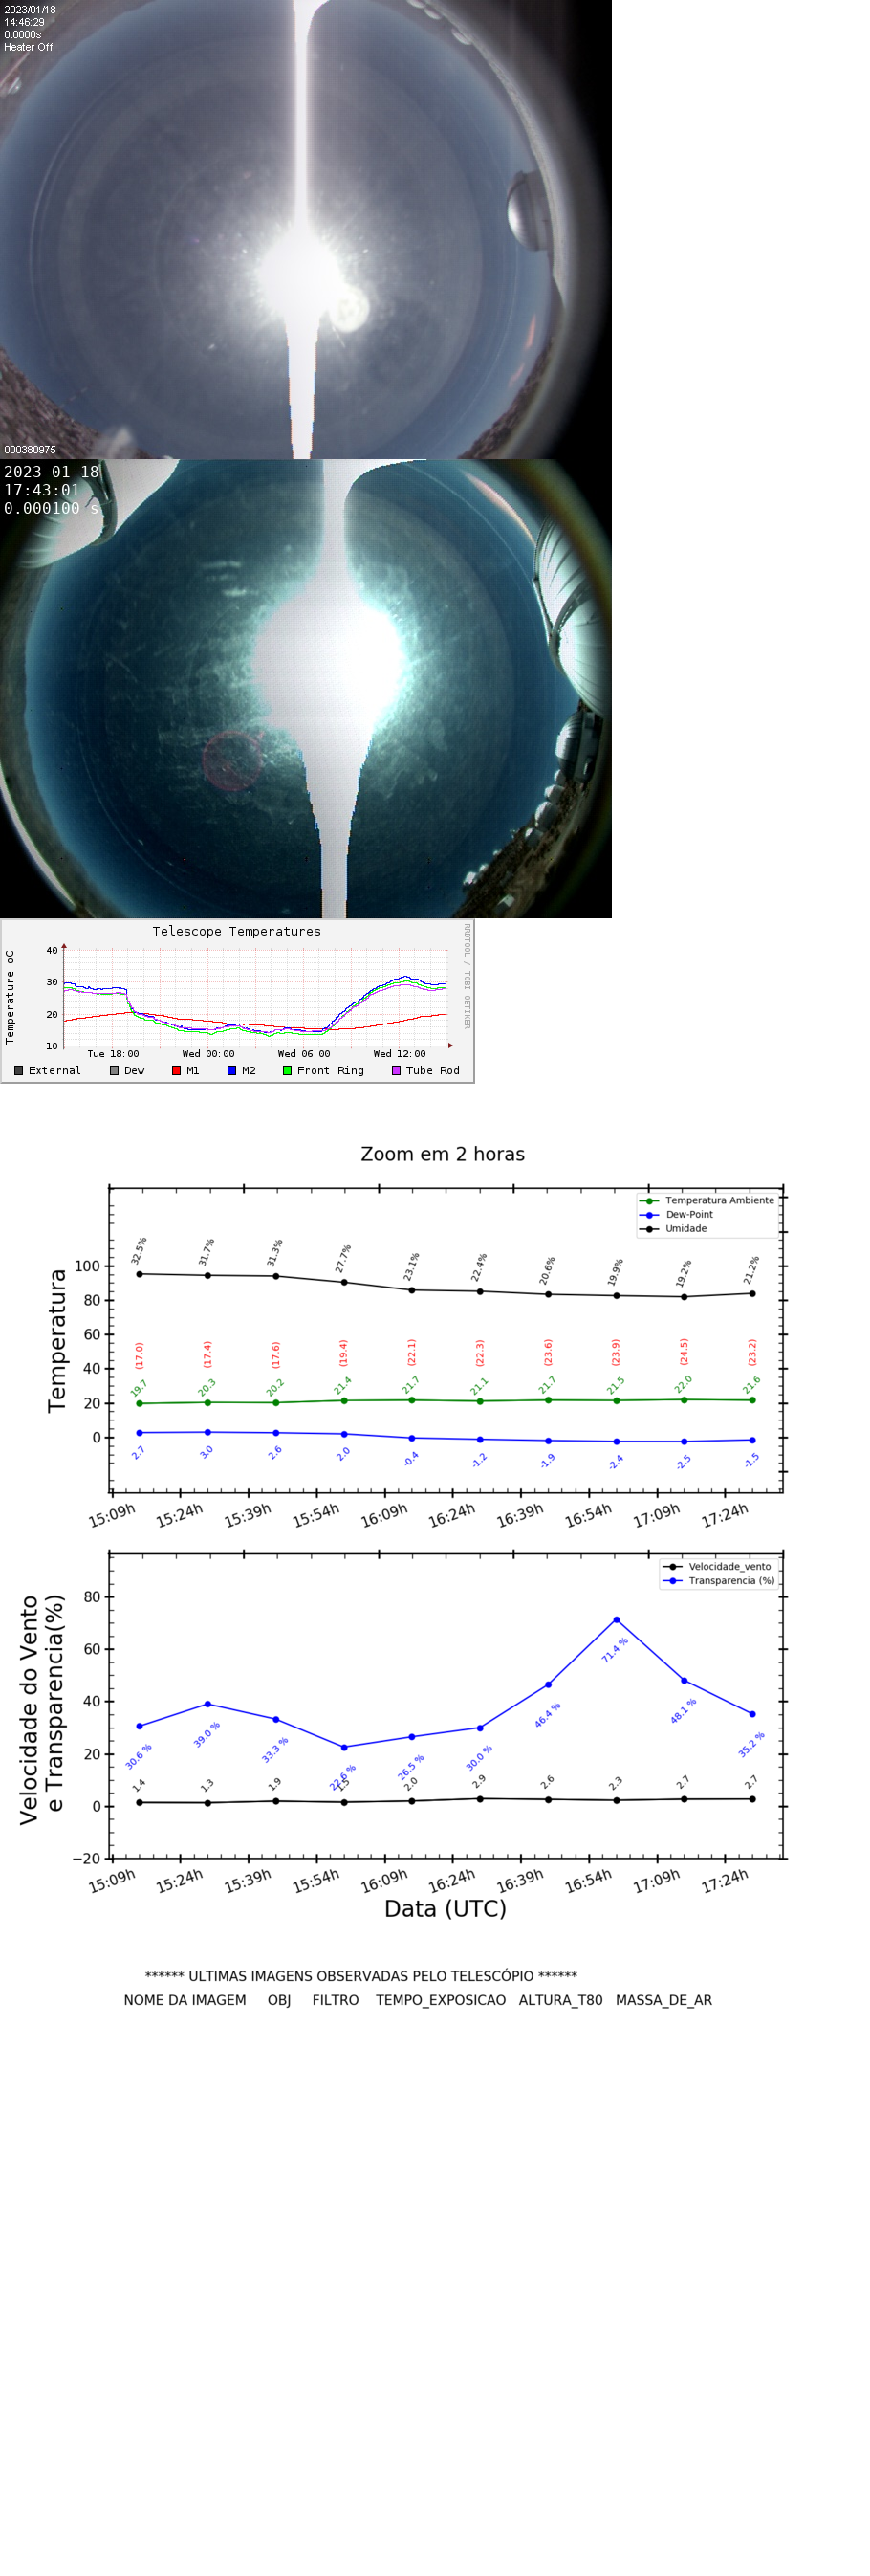 2023/01/18
14:46:29
0.0000s
Heater Off
000380975
2023-01-18
17:43:01
0.000100 s
Telescope Temperatures
RRDTOOL / TOBI OETIKER
Temperature oC
40
30
20
10
Tue 18:00 Wed 00:00 Wed 06:00 Wed 12:00
External Dew M1 M2 Front Ring Tube Rod
Zoom em 2 horas
Temperatura Ambiente
Dew-Point
Umidade
Temperatura
100
80
60
40
20
0
32.5% 31.7% 31.3% 27.7% 23.1% 22.4% 20.6% 19.9% 19.2% 21.2%
(17.0) (17.4) (17.6) (19.4) (22.1) (22.3) (23.6) (23.9) (24.5) (23.2)
19.7 20.3 20.2 21.4 21.7 21.1 21.7 21.5 22.0 21.6
2.7 3.0 2.6 2.0 -0.4 -1.2 -1.9 -2.4 -2.5 -1.5
15:09h 15:24h 15:39h 15:54h 16:09h 16:24h 16:39h 16:54h 17:09h 17:24h
Velocidade_vento
Transparencia (%)
Velocidade do Vento
e Transparencia(%)
80
60
40
20
0
−20
30.6 % 39.0 % 33.3 % 22.6 % 26.5 % 30.0 % 46.4 % 71.4 % 48.1 % 35.2 %
1.4 1.3 1.9 1.5 2.0 2.9 2.6 2.3 2.7 2.7
15:09h 15:24h 15:39h 15:54h 16:09h 16:24h 16:39h 16:54h 17:09h 17:24h
Data (UTC)
****** ULTIMAS IMAGENS OBSERVADAS PELO TELESCÓPIO ******
NOME DA IMAGEM OBJ FILTRO TEMPO_EXPOSICAO ALTURA_T80 MASSA_DE_AR